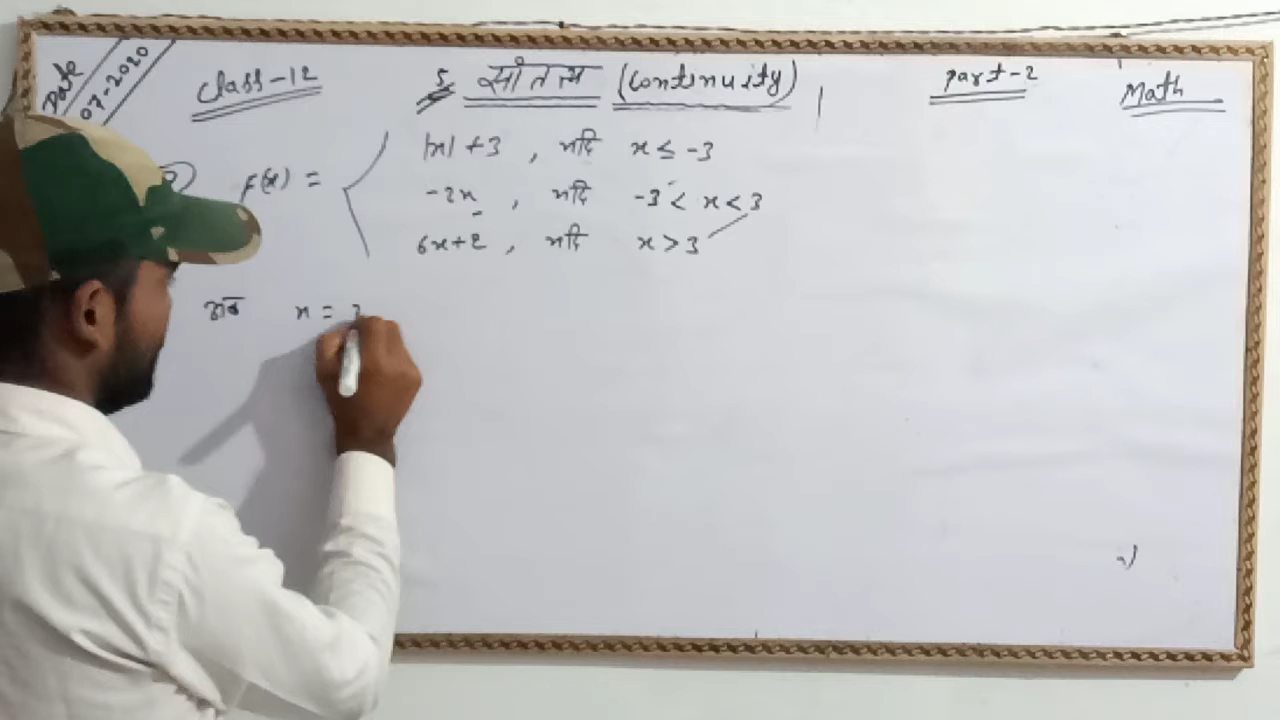 Date
07-2020
Class-12
5. सांतत्य (Continuity)
Part-2
Math
F(x) =
|x| + 3 , यदि x ≤ -3
-2x , यदि -3 < x < 3
6x+2 , यदि x > 3
अब x =